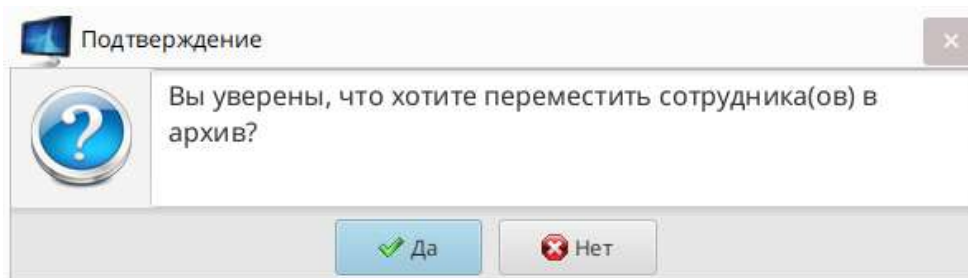 Подтверждение
Вы уверены, что хотите переместить сотрудника(ов) в
архив?
Да
Нет